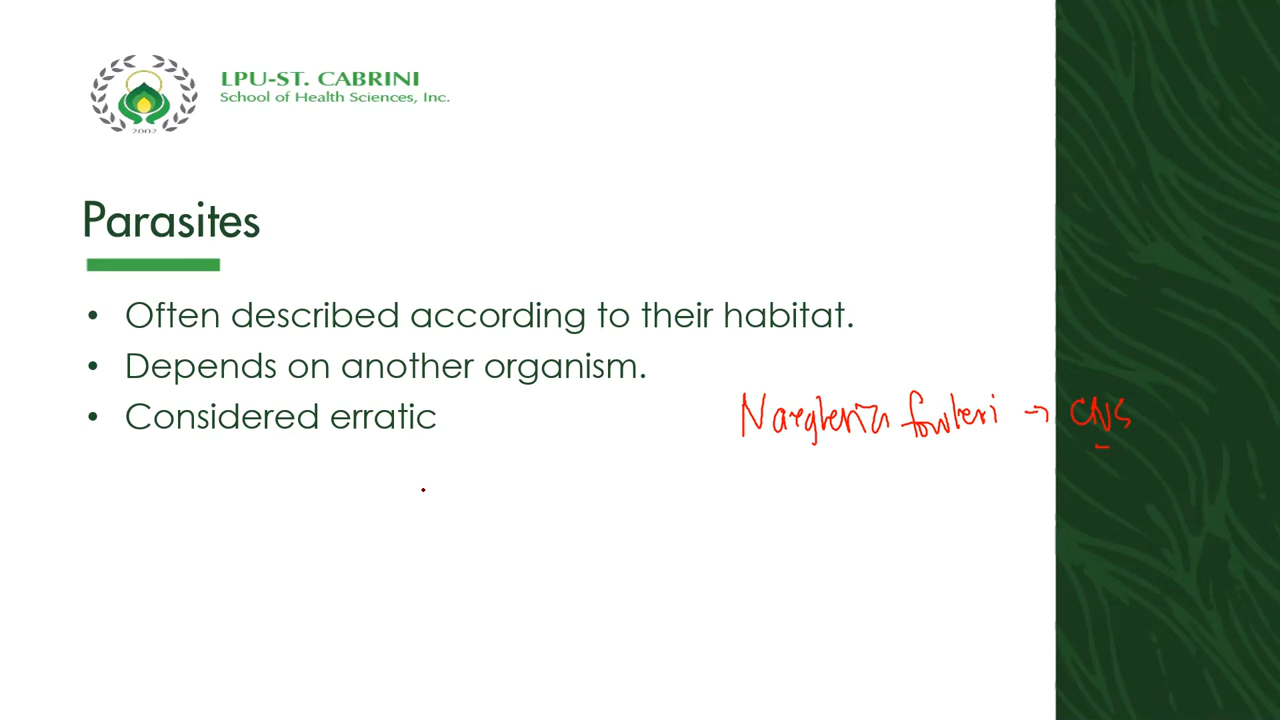 LPU-ST. CABRINI
School of Health Sciences, Inc.
2002
Parasites
• Often described according to their habitat.
• Depends on another organism.
• Considered erratic
Naegleria fowleri → CNS